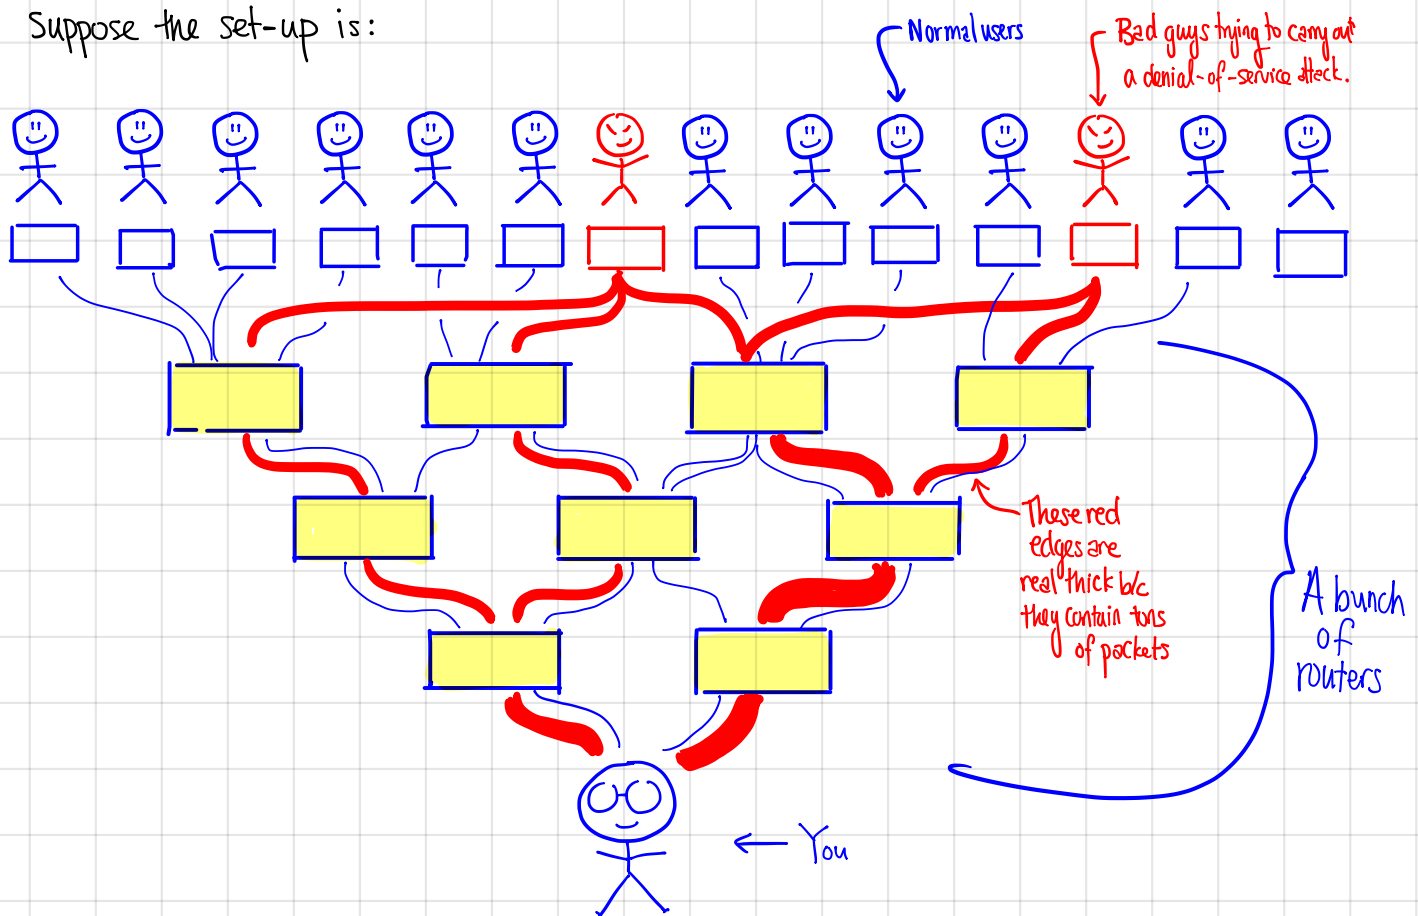 Suppose the set-up is:
Normal users
Bad guys trying to carry out
a denial-of-service attack.
These red
edges are
real thick b/c
they contain tons
of packets
A bunch
of
routers
You